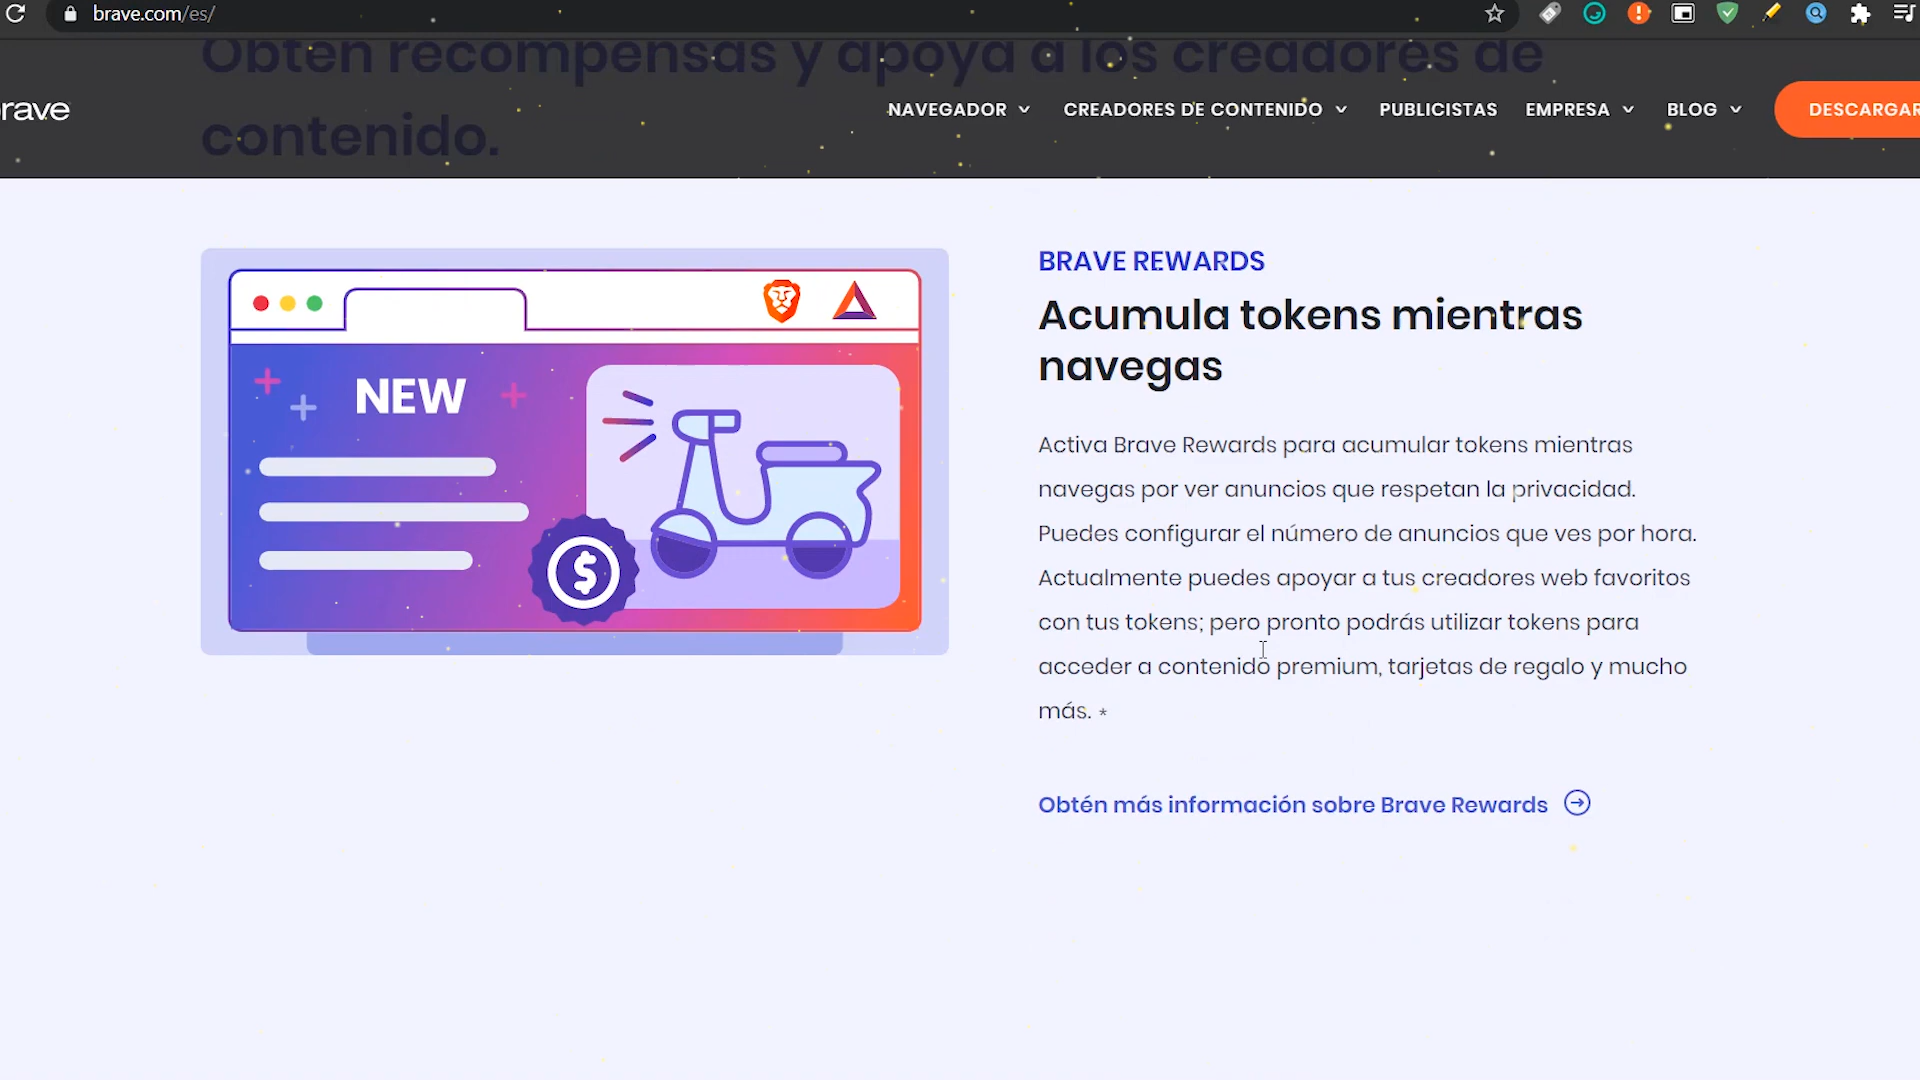 brave.com/es/
Obtén recompensas y apoya a los creadores de
contenido.
rave
NAVEGADOR
CREADORES DE CONTENIDO
PUBLICISTAS
EMPRESA
BLOG
DESCARGAR
NEW
$
BRAVE REWARDS
Acumula tokens mientras
navegas
Activa Brave Rewards para acumular tokens mientras
navegas por ver anuncios que respetan la privacidad.
Puedes configurar el número de anuncios que ves por hora.
Actualmente puedes apoyar a tus creadores web favoritos
con tus tokens; pero pronto podrás utilizar tokens para
acceder a contenido premium, tarjetas de regalo y mucho
más. *
Obtén más información sobre Brave Rewards